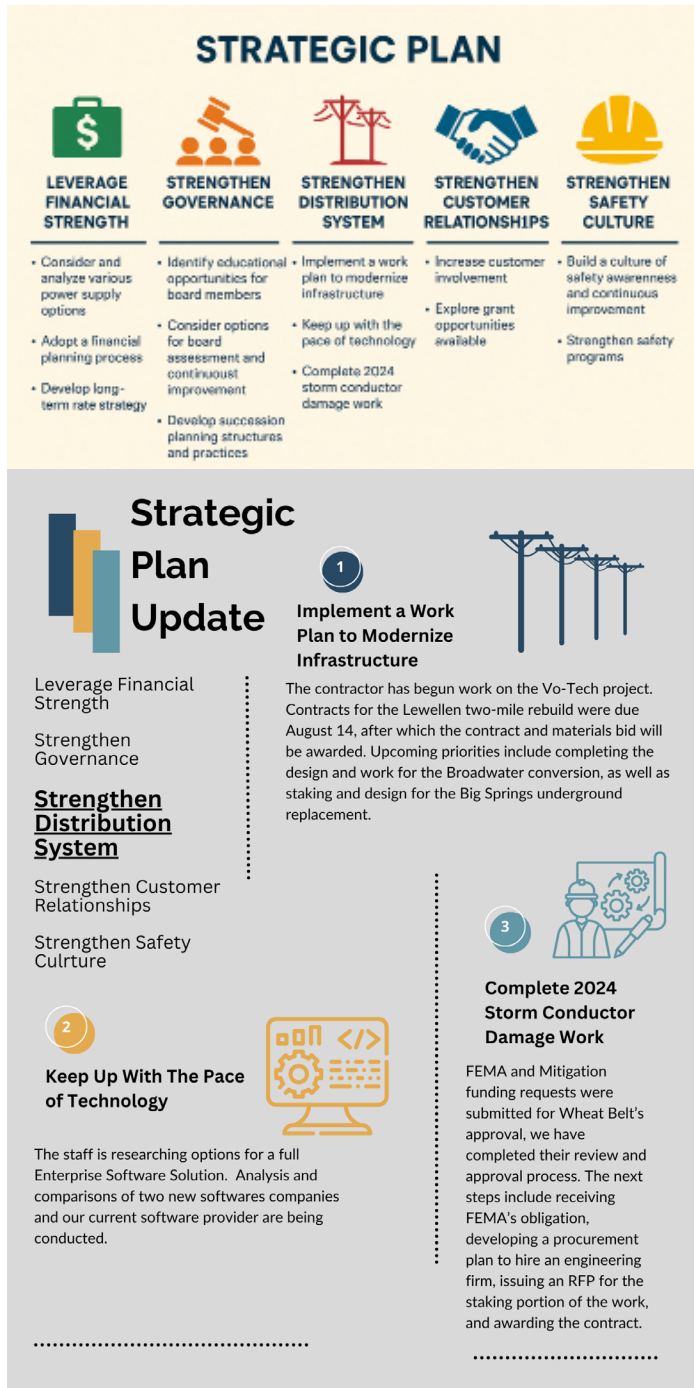 STRATEGIC PLAN
$
LEVERAGE
FINANCIAL
STRENGTH
• Consider and
analyze various
power supply
options
• Adopt a financial
planning process
• Develop long-
term rate strategy
STRENGTHEN
GOVERNANCE
• Identify educational
opportunities for
board members
• Consider options
for board
assessment and
continuoust
improvement
• Develop succession
planning structures
and practices
STRENGTHEN
DISTRIBUTION
SYSTEM
• Implement a work
plan to modernize
infrastructure
• Keep up with the
pace of technology
• Complete 2024
storm conductor
damage work
STRENGTHEN
CUSTOMER
RELATIONSH1PS
• Increase customer
involvement
• Explore grant
opportunities
available
STRENGTHEN
SAFETY
CULTURE
• Build a culture of
safety awareness
and continuous
improvement
• Strengthen safety
programs
Strategic
Plan
Update
Leverage Financial
Strength
Strengthen
Governance
Strengthen
Distribution
System
Strengthen Customer
Relationships
Strengthen Safety
Culrture
1
Implement a Work
Plan to Modernize
Infrastructure
The contractor has begun work on the Vo-Tech project.
Contracts for the Lewellen two-mile rebuild were due
August 14, after which the contract and materials bid will
be awarded. Upcoming priorities include completing the
design and work for the Broadwater conversion, as well as
staking and design for the Big Springs underground
replacement.
2
Keep Up With The Pace
of Technology
</>
The staff is researching options for a full
Enterprise Software Solution.  Analysis and
comparisons of two new softwares companies
and our current software provider are being
conducted.
3
Complete 2024
Storm Conductor
Damage Work
FEMA and Mitigation
funding requests were
submitted for Wheat Belt's
approval, we have
completed their review and
approval process. The next
steps include receiving
FEMA's obligation,
developing a procurement
plan to hire an engineering
firm, issuing an RFP for the
staking portion of the work,
and awarding the contract.